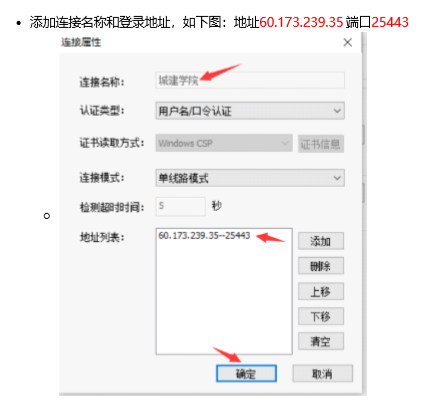 添加连接名称和登录地址，如下图：地址60.173.239.35 端口25443
连接属性
连接名称： 城建学院
认证类型： 用户名/口令认证
证书读取方式： Windows CSP 证书信息
连接模式： 单线路模式
检测超时时间： 5 秒
地址列表： 60.173.239.35--25443
添加
删除
上移
下移
清空
确定 取消